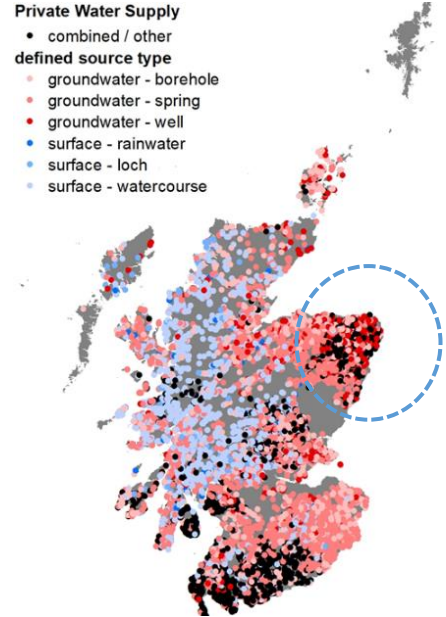 Private Water Supply
combined / other
defined source type
groundwater - borehole
groundwater - spring
groundwater - well
surface - rainwater
surface - loch
surface - watercourse